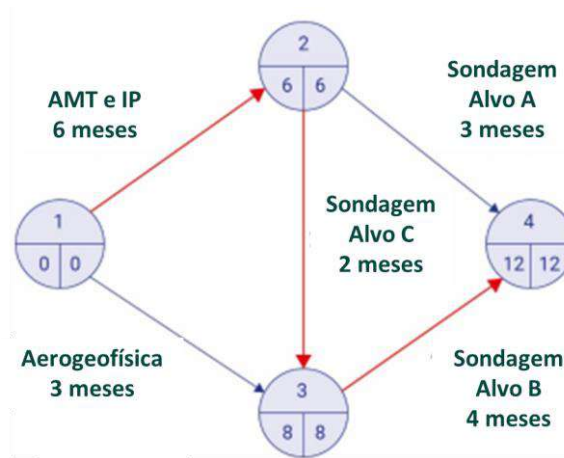 2
6 6
AMT e IP
6 meses
Sondagem
Alvo A
3 meses
1
0 0
Sondagem
Alvo C
2 meses
4
12 12
Aerogeofísica
3 meses
3
8 8
Sondagem
Alvo B
4 meses